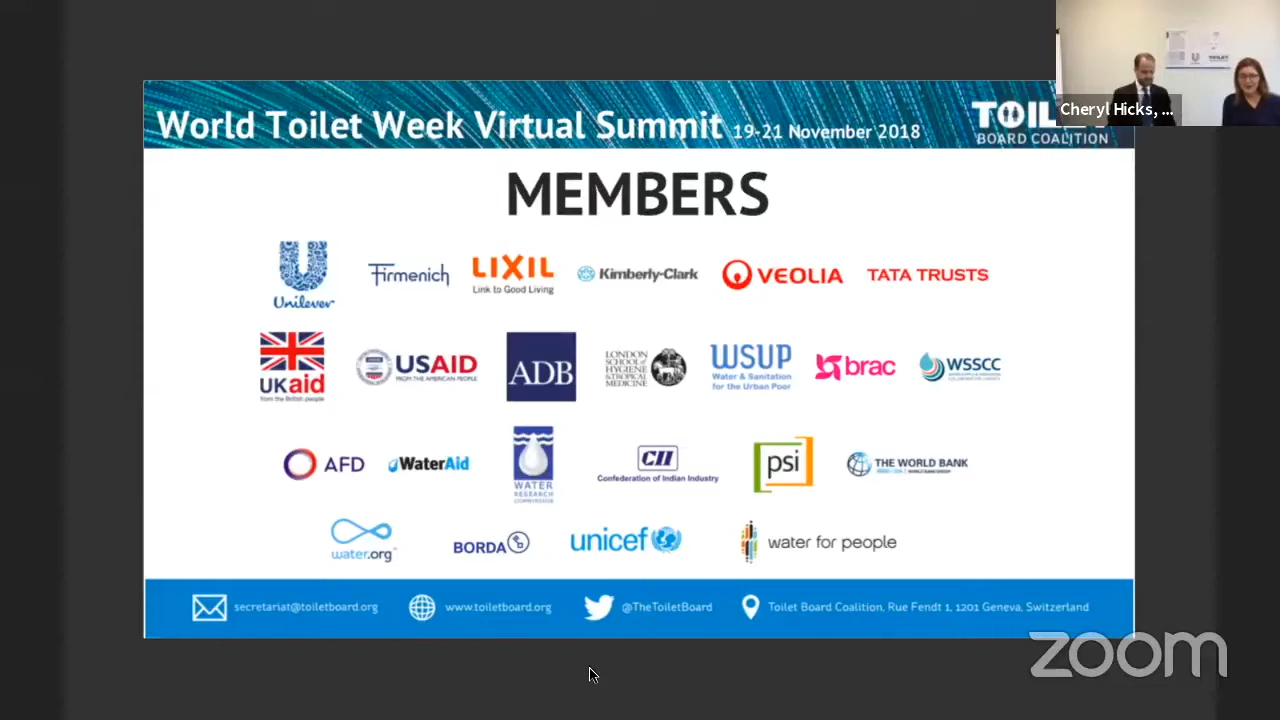 Cheryl Hicks, ...
World Toilet Week Virtual Summit 19-21 November 2018
BOARD COALITION
MEMBERS
Unilever
Firmenich
LIXIL
Link to Good Living
Kimberly-Clark
VEOLIA
TATA TRUSTS
UKaid
from the British people
USAID
FROM THE AMERICAN PEOPLE
ADB
LONDON
SCHOOL of
HYGIENE
&TROPICAL
MEDICINE
WSUP
Water & Sanitation
for the Urban Poor
brac
WSSCC
AFD
WaterAid
WATER
RESEARCH
COMMISSION
CII
Confederation of Indian Industry
psi
THE WORLD BANK
water.org
BORDA
unicef
water for people
secretariat@toiletboard.org
www.toiletboard.org
@TheToiletBoard
Toilet Board Coalition, Rue Fendt 1, 1201 Geneva, Switzerland
zoom